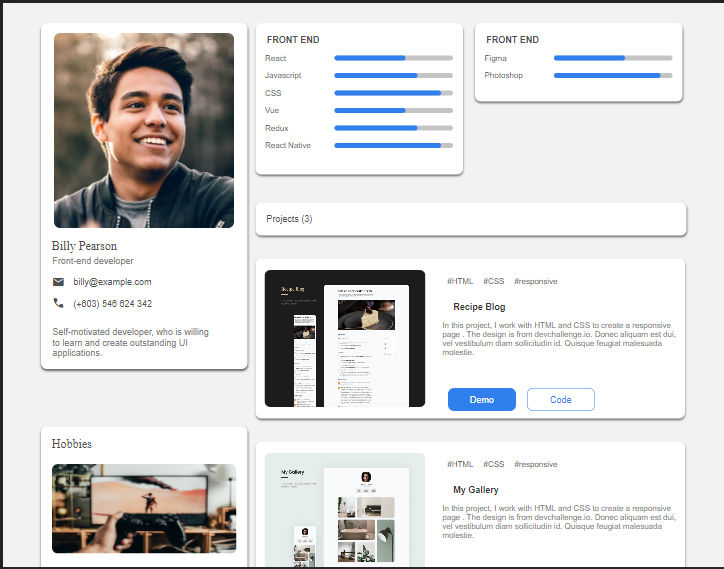 Billy Pearson
Front-end developer
billy@example.com
(+603) 546 624 342
Self-motivated developer, who is willing
to learn and create outstanding UI
applications.
Hobbies
FRONT END
React
Javascript
CSS
Vue
Redux
React Native
FRONT END
Figma
Photoshop
Projects (3)
Recipe Blog
#HTML #CSS #responsive
Recipe Blog
In this project, I work with HTML and CSS to create a responsive
page . The design is from devchallenge.io. Donec aliquam est dui,
vel vestibulum diam sollicitudin id. Quisque feugiat malesuada
molestie.
Demo
Code
My Gallery
#HTML #CSS #responsive
My Gallery
In this project, I work with HTML and CSS to create a responsive
page . The design is from devchallenge.io. Donec aliquam est dui,
vel vestibulum diam sollicitudin id. Quisque feugiat malesuada
molestie.